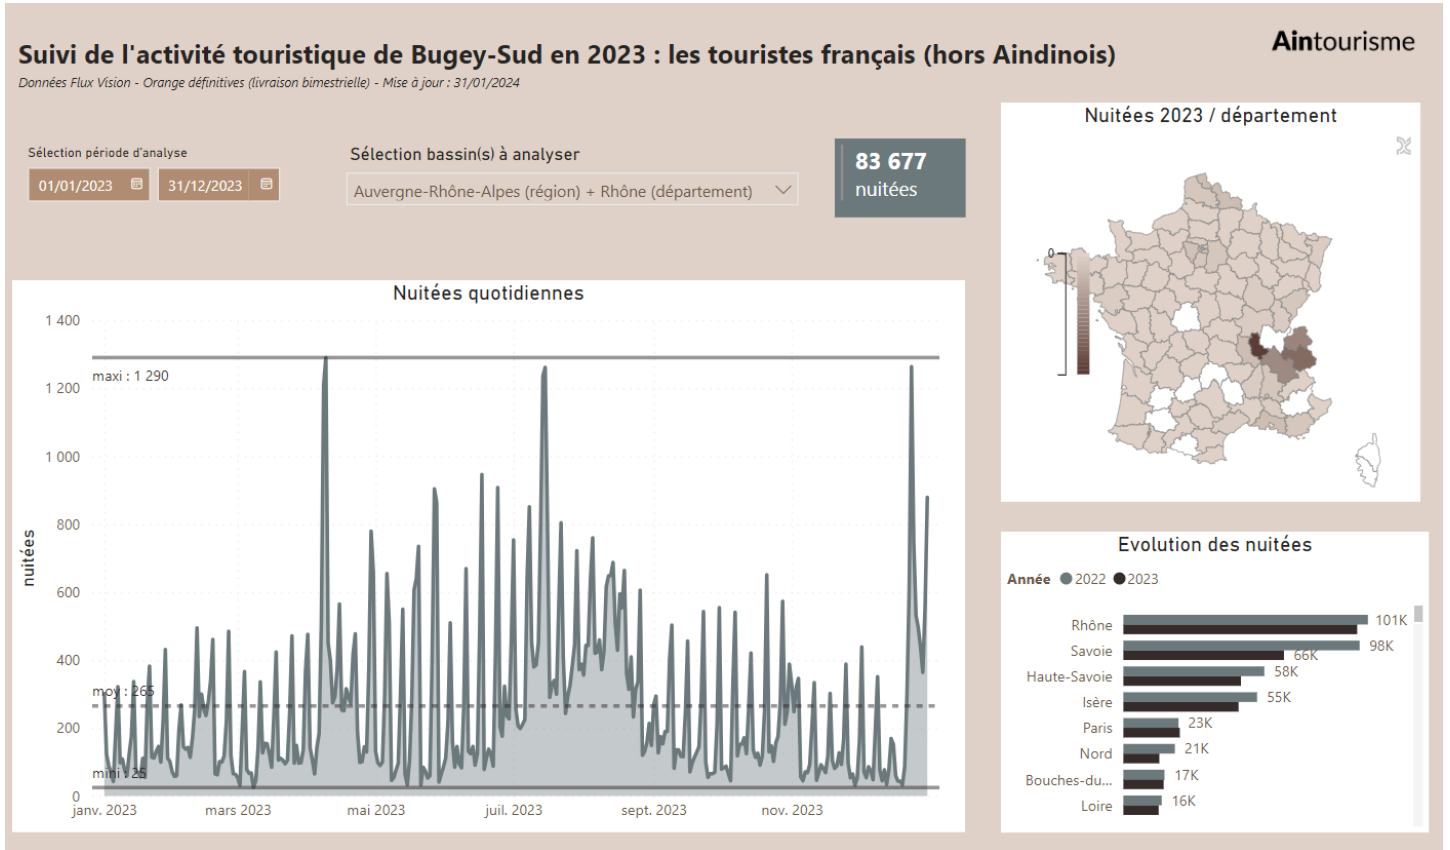 Suivi de l'activité touristique de Bugey-Sud en 2023 : les touristes français (hors Aindinois)
Données Flux Vision - Orange définitives (livraison bimestrielle) - Mise à jour : 31/01/2024
Aintourisme
Sélection période d'analyse
01/01/2023
31/12/2023
Sélection bassin(s) à analyser
Auvergne-Rhône-Alpes (région) + Rhône (département)
83 677
nuitées
Nuitées 2023 / département
0
Nuitées quotidiennes
nuitées
1 400
1 200
1 000
800
600
400
200
0
maxi : 1 290
moy : 265
mini : 25
janv. 2023
mars 2023
mai 2023
juil. 2023
sept. 2023
nov. 2023
Evolution des nuitées
Année 2022 2023
Rhône 101K
Savoie 98K
66K
Haute-Savoie 58K
Isère 55K
Paris 23K
Nord 21K
Bouches-du... 17K
Loire 16K